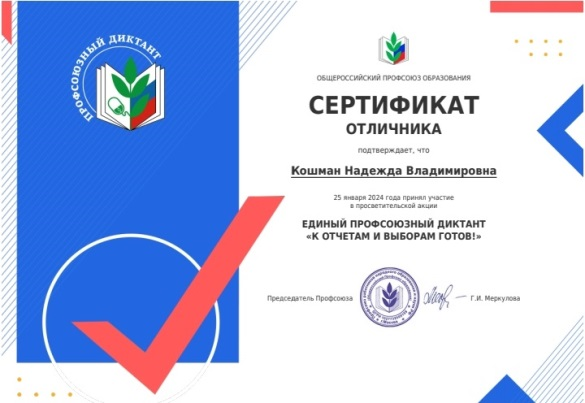 ПРОФСОЮЗНЫЙ ДИКТАНТ
ОБЩЕРОССИЙСКИЙ ПРОФСОЮЗ ОБРАЗОВАНИЯ
СЕРТИФИКАТ
ОТЛИЧНИКА
подтверждает, что
Кошман Надежда Владимировна
25 января 2024 года принял участие
в просветительской акции
ЕДИНЫЙ ПРОФСОЮЗНЫЙ ДИКТАНТ
«К ОТЧЕТАМ И ВЫБОРАМ ГОТОВ!»
Председатель Профсоюза
Г.И. Меркулова